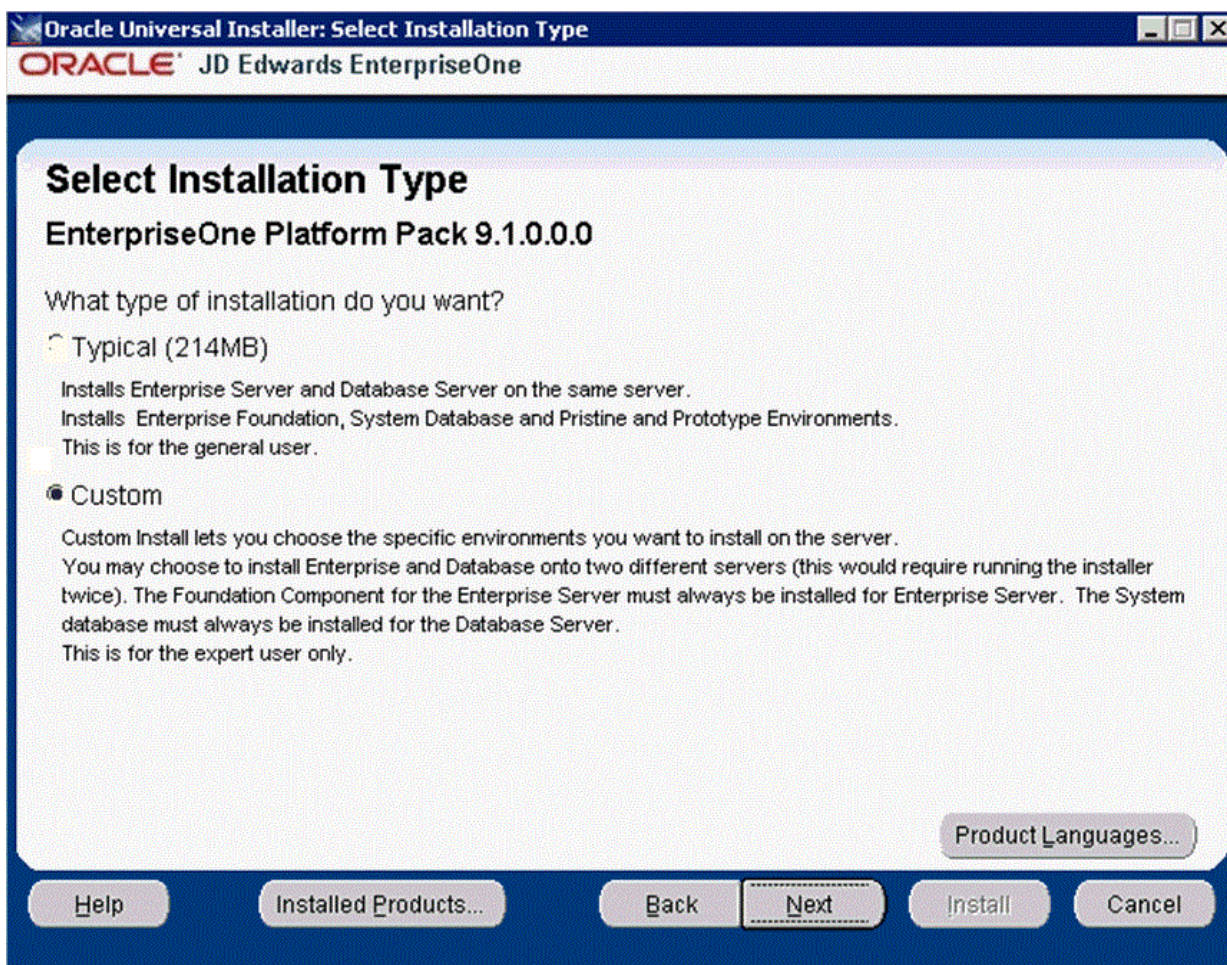 Oracle Universal Installer: Select Installation Type
ORACLE JD Edwards EnterpriseOne
Select Installation Type
EnterpriseOne Platform Pack 9.1.0.0.0
What type of installation do you want?
Typical (214MB)
Installs Enterprise Server and Database Server on the same server.
Installs Enterprise Foundation, System Database and Pristine and Prototype Environments.
This is for the general user.
Custom
Custom Install lets you choose the specific environments you want to install on the server.
You may choose to install Enterprise and Database onto two different servers (this would require running the installer
twice). The Foundation Component for the Enterprise Server must always be installed for Enterprise Server. The System
database must always be installed for the Database Server.
This is for the expert user only.
Product Languages...
Help Installed Products... Back Next Install Cancel